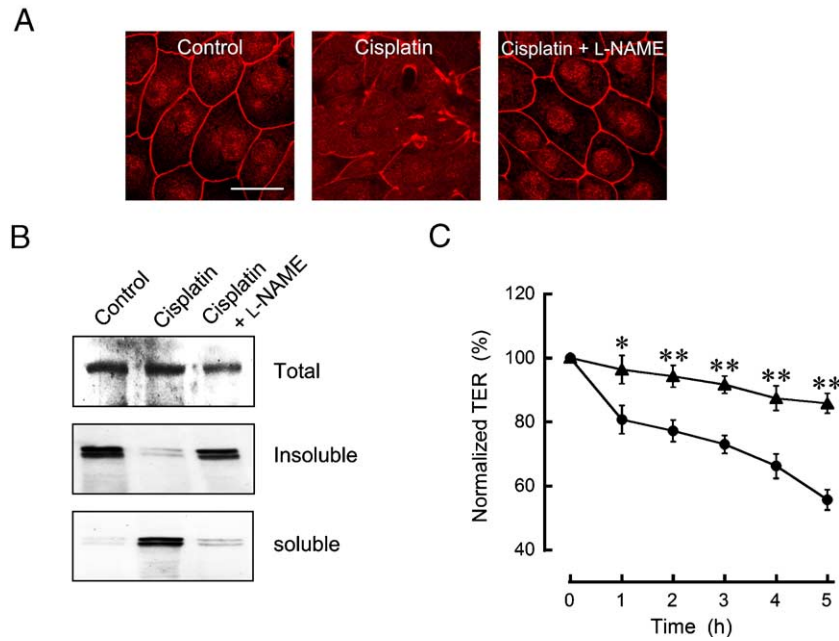 A
Control
Cisplatin
Cisplatin + L-NAME
B
Control
Cisplatin
Cisplatin
+ L-NAME
Total
Insoluble
soluble
C
Normalized TER (%)
120
100
80
60
40
*
**
**
**
**
0 1 2 3 4 5
Time (h)